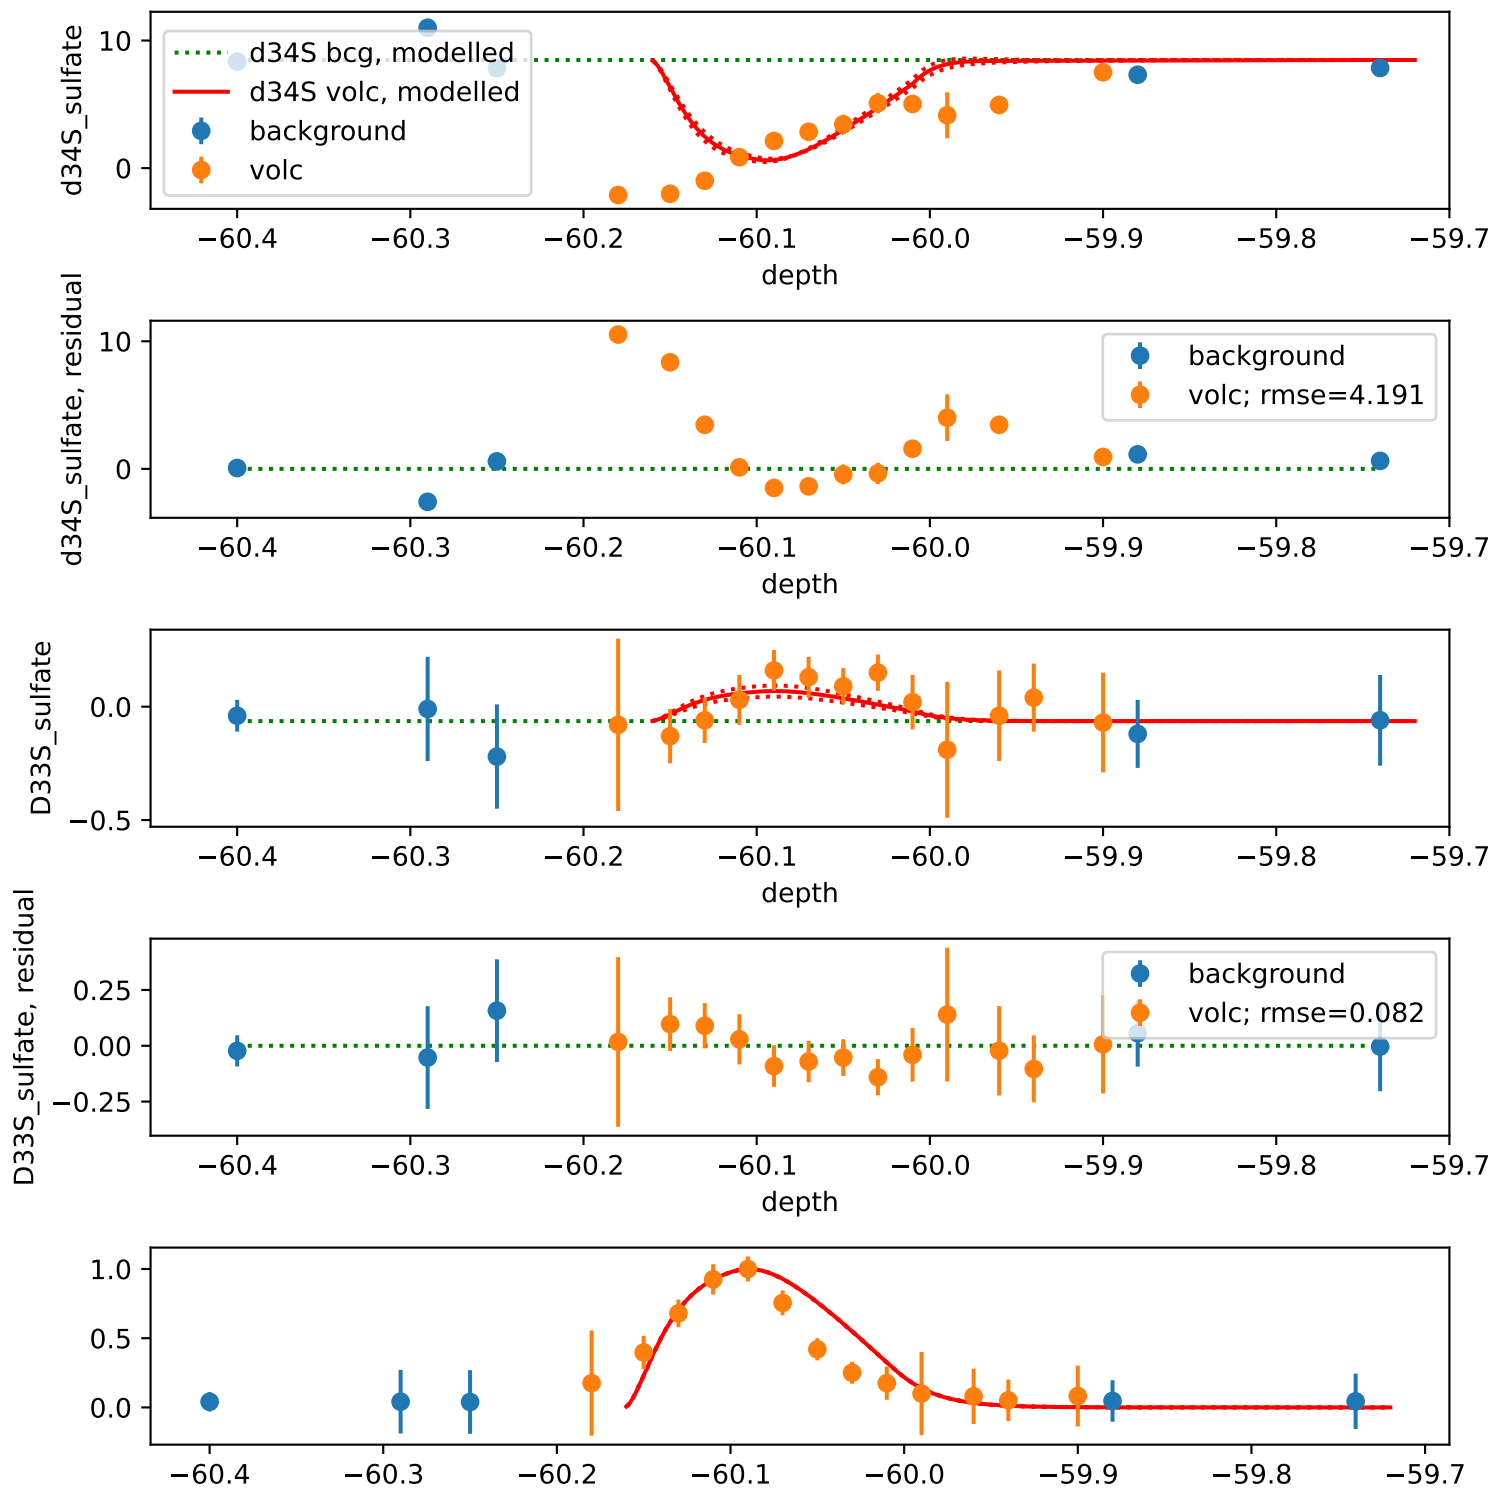 d34S_sulfate
10
0
d34S bcg, modelled
d34S volc, modelled
background
volc
−60.4 −60.3 −60.2 −60.1 −60.0 −59.9 −59.8 −59.7
depth
d34S_sulfate, residual
10
0
background
volc; rmse=4.191
−60.4 −60.3 −60.2 −60.1 −60.0 −59.9 −59.8 −59.7
depth
D33S_sulfate
0.0
−0.5
−60.4 −60.3 −60.2 −60.1 −60.0 −59.9 −59.8 −59.7
depth
D33S_sulfate, residual
0.25
0.00
−0.25
background
volc; rmse=0.082
−60.4 −60.3 −60.2 −60.1 −60.0 −59.9 −59.8 −59.7
depth
1.0
0.5
0.0
−60.4 −60.3 −60.2 −60.1 −60.0 −59.9 −59.8 −59.7